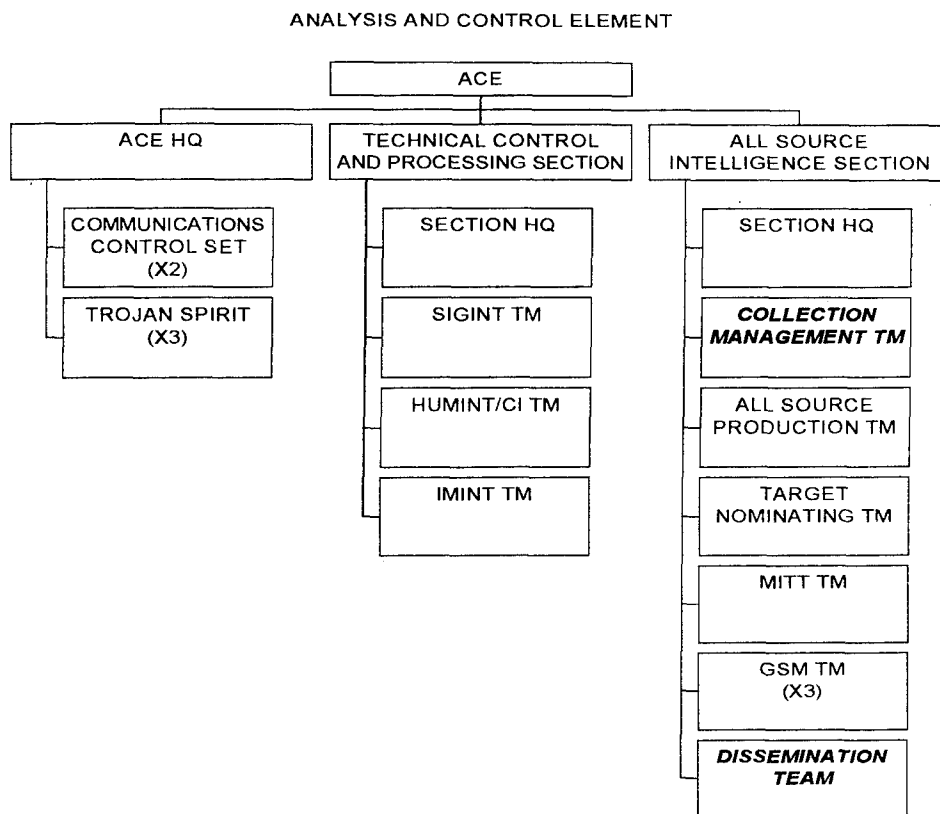 ANALYSIS AND CONTROL ELEMENT
ACE
ACE HQ
COMMUNICATIONS
CONTROL SET
(X2)
TROJAN SPIRIT
(X3)
TECHNICAL CONTROL
AND PROCESSING SECTION
SECTION HQ
SIGINT TM
HUMINT/CI TM
IMINT TM
ALL SOURCE
INTELLIGENCE SECTION
SECTION HQ
COLLECTION
MANAGEMENT TM
ALL SOURCE
PRODUCTION TM
TARGET
NOMINATING TM
MITT TM
GSM TM
(X3)
DISSEMINATION
TEAM